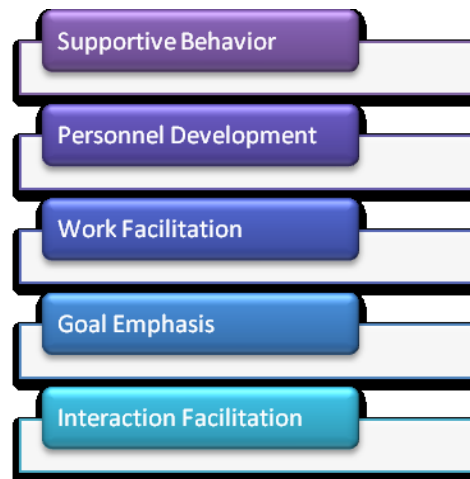 Supportive Behavior
Personnel Development
Work Facilitation
Goal Emphasis
Interaction Facilitation